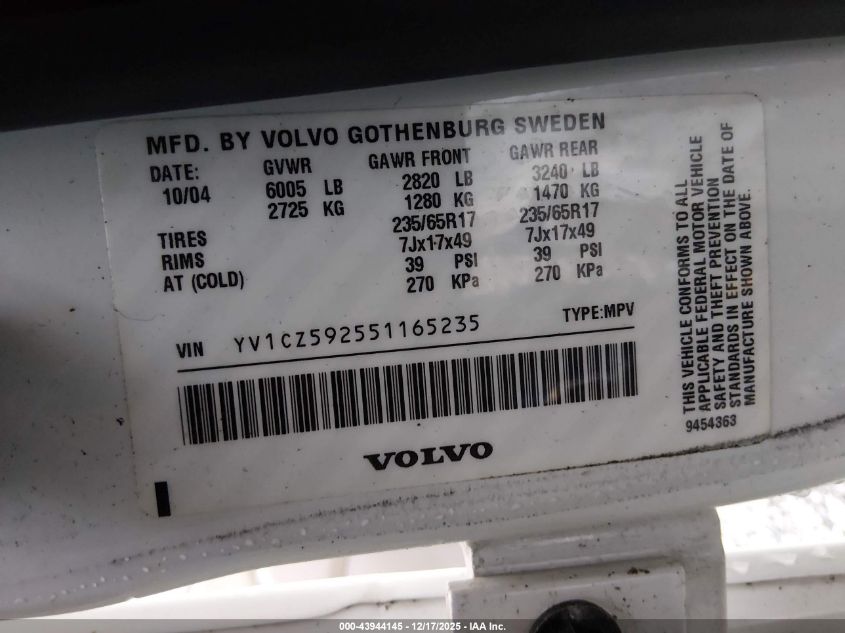 MFD. BY VOLVO GOTHENBURG SWEDEN
DATE: GVWR GAWR FRONT GAWR REAR
10/04 6005 LB 2820 LB 3240 LB
2725 KG 1280 KG 1470 KG
TIRES 235/65R17 235/65R17
RIMS 7Jx17x49 7Jx17x49
AT (COLD) 39 PSI 39 PSI
270 KPa 270 KPa
VIN YV1CZ592551165235 TYPE:MPV
VOLVO
THIS VEHICLE CONFORMS TO ALL
APPLICABLE FEDERAL MOTOR VEHICLE
SAFETY AND THEFT PREVENTION
STANDARDS IN EFFECT ON THE DATE OF
MANUFACTURE SHOWN ABOVE.
9454363
000-43944145 - 12/17/2025 - IAA Inc.